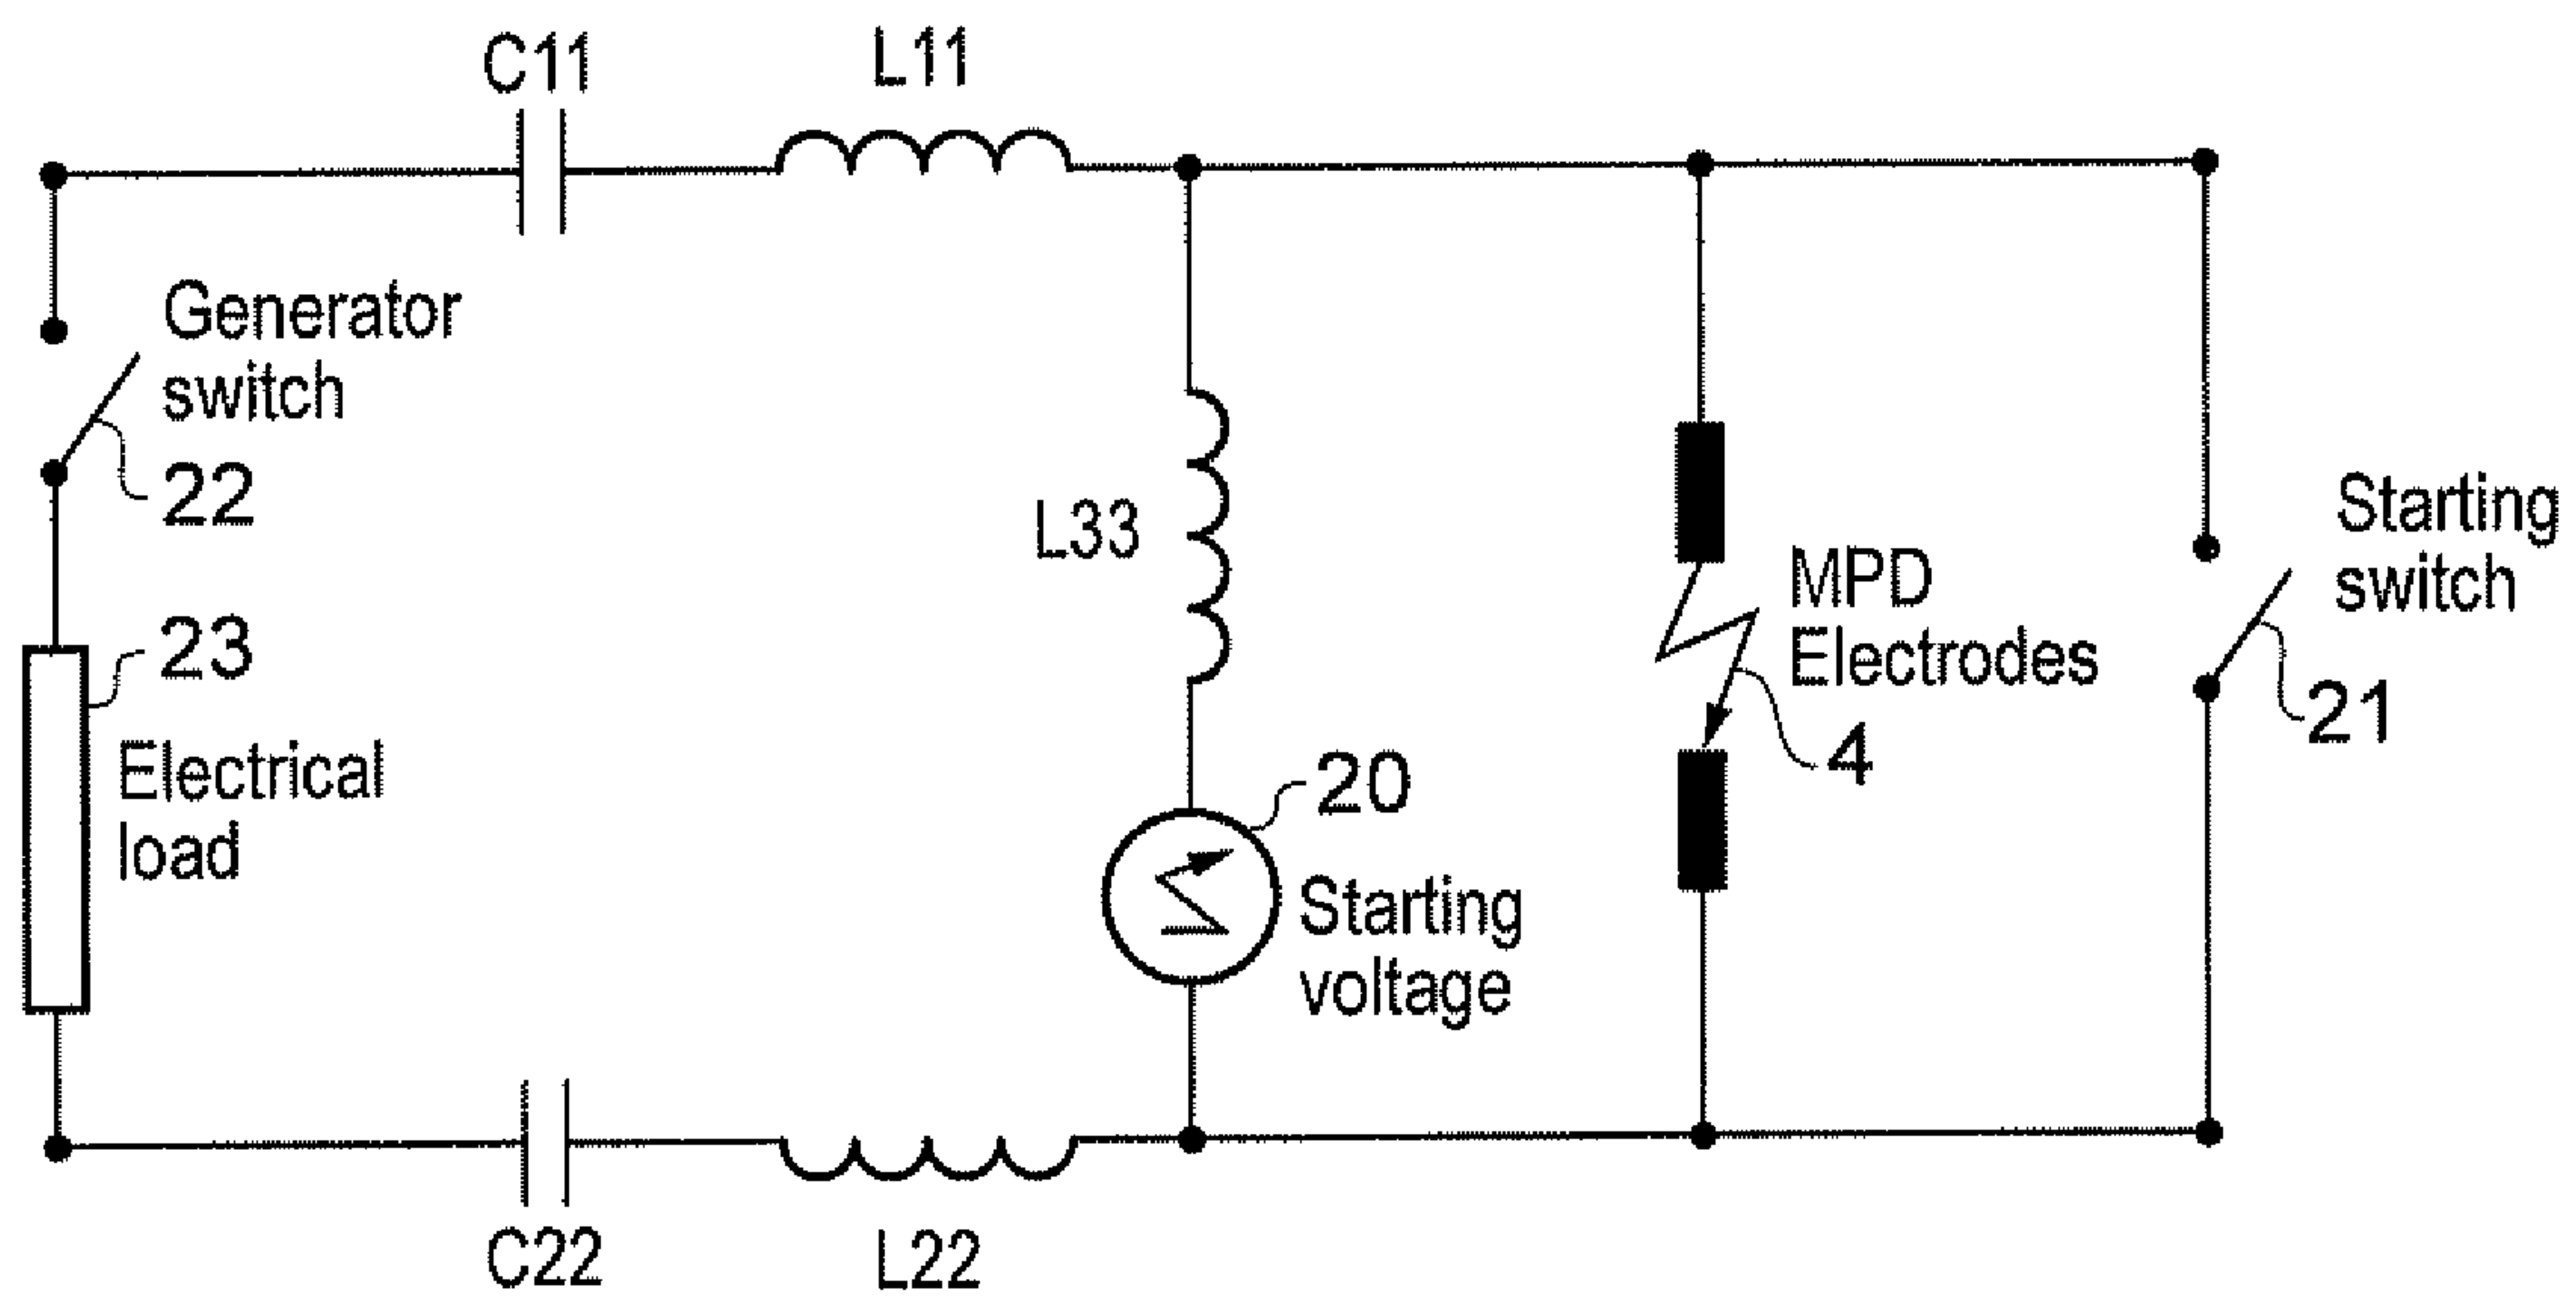 C11
L11
Generator
switch
22
23
Electrical
load
L33
20
Starting
voltage
MPD
Electrodes
4
Starting
switch
21
C22
L22